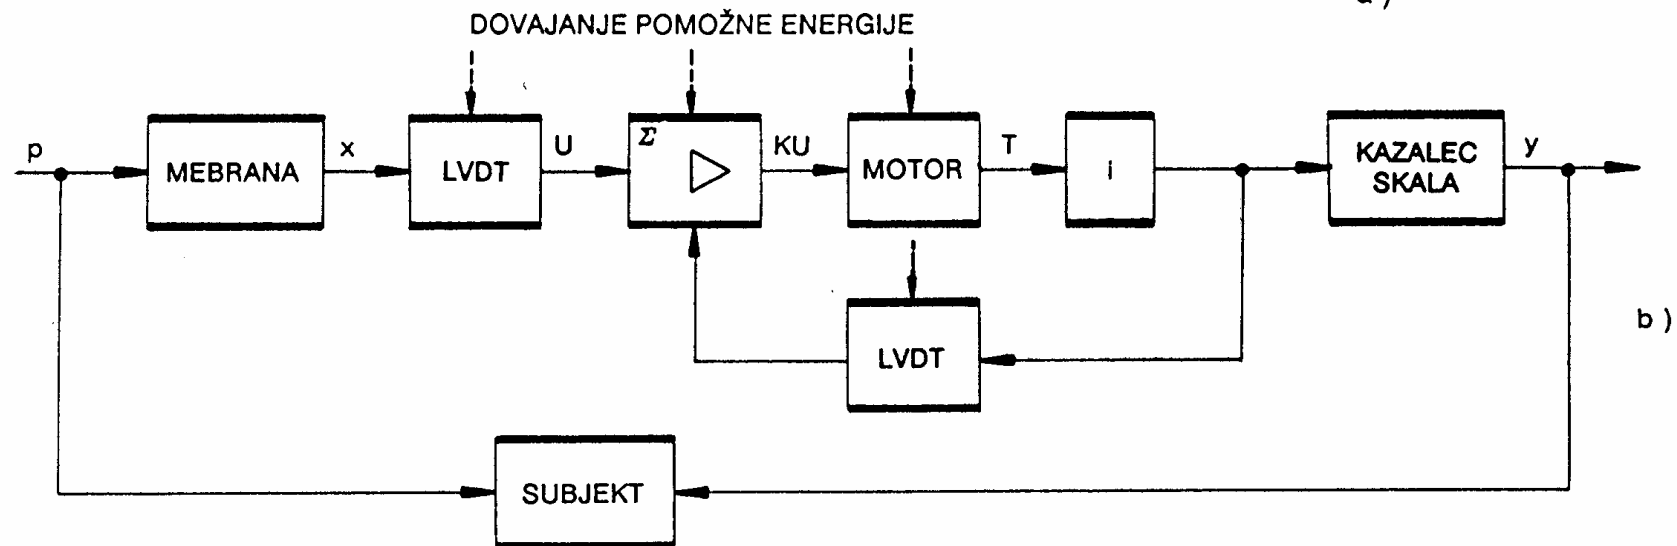 a )
DOVAJANJE POMOŽNE ENERGIJE
p
MEBRANA
x
LVDT
U
Σ
KU
MOTOR
T
i
KAZALEC
SKALA
y
LVDT
b )
SUBJEKT